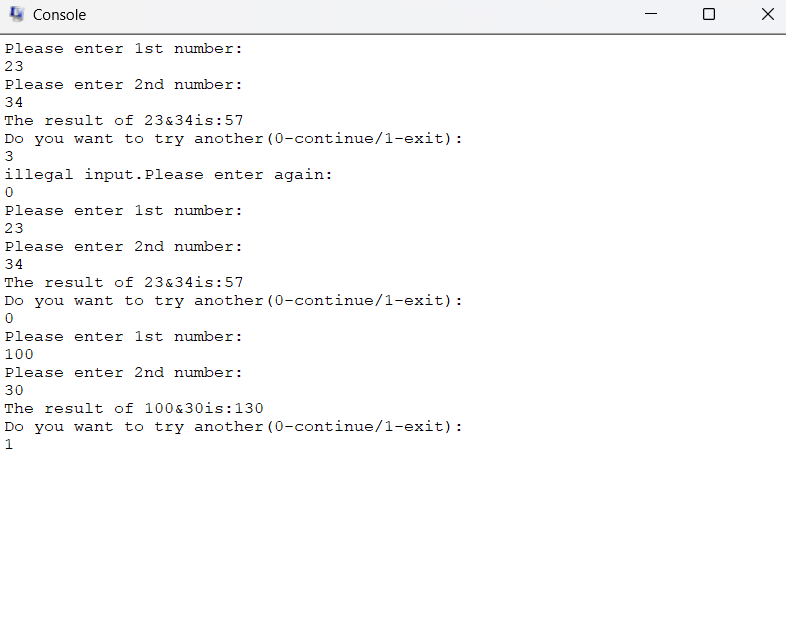 Console
Please enter 1st number:
23
Please enter 2nd number:
34
The result of 23&34is:57
Do you want to try another(0-continue/1-exit):
3
illegal input.Please enter again:
0
Please enter 1st number:
23
Please enter 2nd number:
34
The result of 23&34is:57
Do you want to try another(0-continue/1-exit):
0
Please enter 1st number:
100
Please enter 2nd number:
30
The result of 100&30is:130
Do you want to try another(0-continue/1-exit):
1